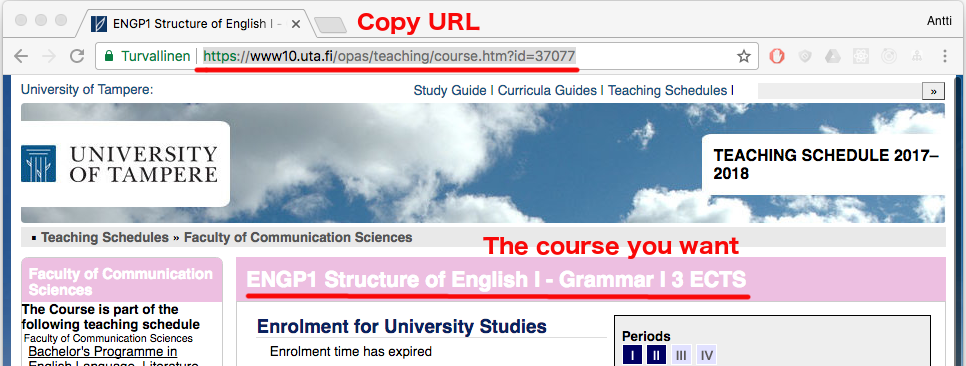 ENGP1 Structure of English I -
Copy URL
Antti
Turvallinen
https://www10.uta.fi/opas/teaching/course.htm?id=37077
University of Tampere:
Study Guide | Curricula Guides | Teaching Schedules |
»
UNIVERSITY
OF TAMPERE
TEACHING SCHEDULE 2017–
2018
▪ Teaching Schedules » Faculty of Communication Sciences
The course you want
Faculty of Communication
Sciences
ENGP1 Structure of English I - Grammar I 3 ECTS
The Course is part of the
following teaching schedule
Faculty of Communication Sciences
Bachelor's Programme in
English Language, Literature
Enrolment for University Studies
Enrolment time has expired
Periods
I II III IV